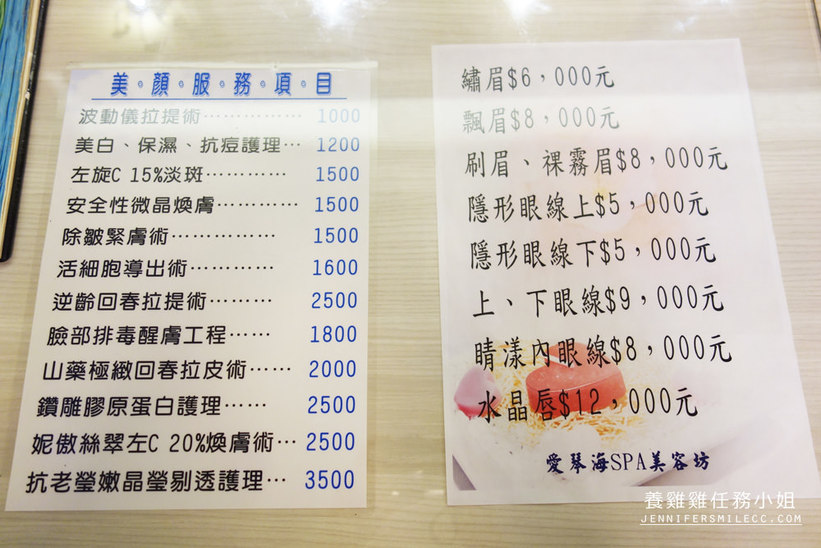 美‧顏‧服‧務‧項‧目
波動儀拉提術…………… 1000
美白、保濕、抗痘護理… 1200
左旋C 15%淡斑………… 1500
安全性微晶煥膚………… 1500
除皺緊膚術…………… 1500
活細胞導出術………… 1600
逆齡回春拉提術……… 2500
臉部排毒醒膚工程…… 1800
山藥極緻回春拉皮術…… 2000
鑽雕膠原蛋白護理…… 2500
妮傲絲翠左C 20%煥膚術… 2500
抗老瑩嫩晶瑩剔透護理… 3500
繡眉$6，000元
飄眉$8，000元
刷眉、裸霧眉$8，000元
隱形眼線上$5，000元
隱形眼線下$5，000元
上、下眼線$9，000元
睛漾內眼線$8，000元
水晶唇$12，000元
愛琴海SPA美容坊
養雞雞任務小姐
JENNIFERSMILECC.COM